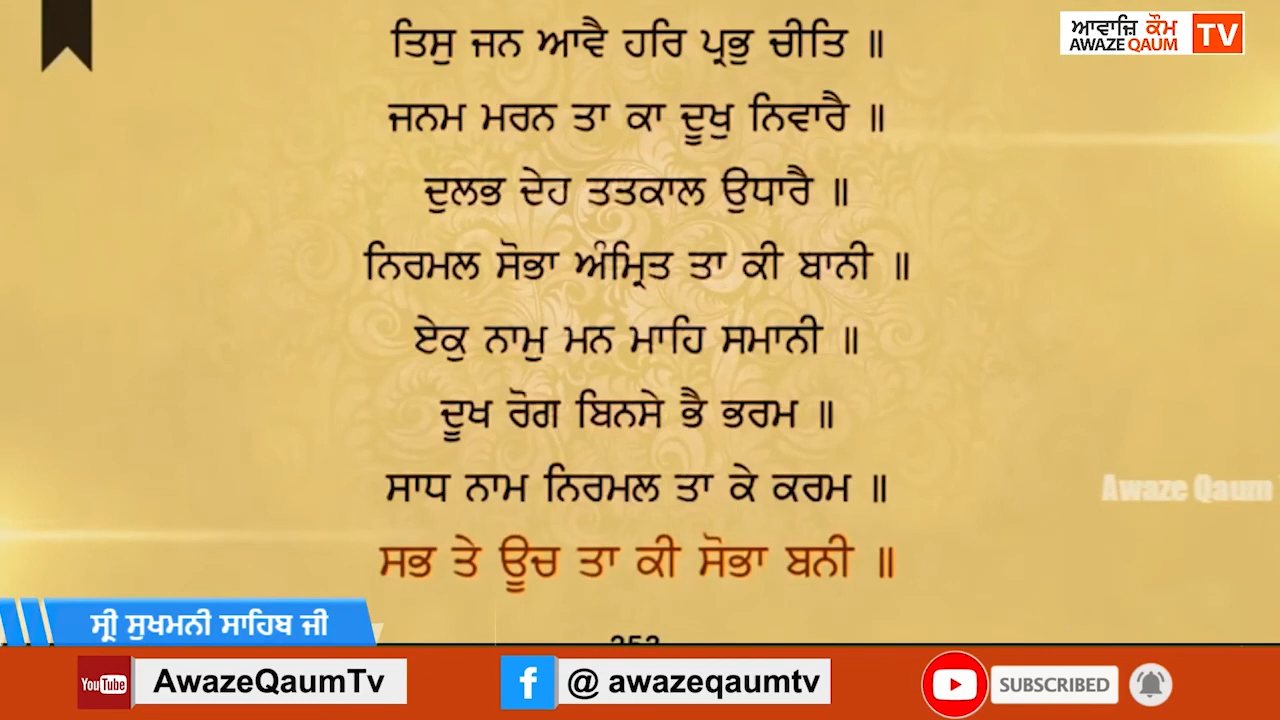 ਤਿਸੁ ਜਨ ਆਵੈ ਹਰਿ ਪ੍ਰਭੁ ਚੀਤਿ ॥
ਆਵਾਜ਼ਿ ਕੌਮ
AWAZE QAUM TV
ਜਨਮ ਮਰਨ ਤਾ ਕਾ ਦੂਖੁ ਨਿਵਾਰੈ ॥
ਦੁਲਭ ਦੇਹ ਤਤਕਾਲ ਉਧਾਰੈ ॥
ਨਿਰਮਲ ਸੋਭਾ ਅੰਮ੍ਰਿਤ ਤਾ ਕੀ ਬਾਨੀ ॥
ਏਕੁ ਨਾਮੁ ਮਨ ਮਾਹਿ ਸਮਾਨੀ ॥
ਦੂਖ ਰੋਗ ਬਿਨਸੇ ਭੈ ਭਰਮ ॥
ਸਾਧ ਨਾਮ ਨਿਰਮਲ ਤਾ ਕੇ ਕਰਮ ॥
Awaze Qaum
ਸਭ ਤੇ ਊਚ ਤਾ ਕੀ ਸੋਭਾ ਬਨੀ ॥
ਸ੍ਰੀ ਸੁਖਮਨੀ ਸਾਹਿਬ ਜੀ
YouTube AwazeQaumTv
f @ awazeqaumtv
SUBSCRIBED